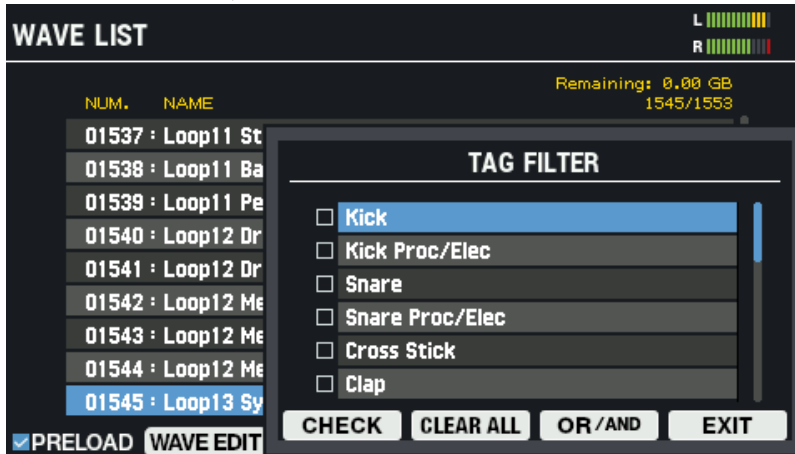 WAVE LIST
L
R
Remaining: 0.00 GB
NUM. NAME
1545/1553
01537 : Loop11 St
01538 : Loop11 Ba
01539 : Loop11 Pe
01540 : Loop12 Dr
01541 : Loop12 Dr
01542 : Loop12 Me
01543 : Loop12 Me
01544 : Loop12 Me
01545 : Loop13 Sy
PRELOAD WAVE EDIT
TAG FILTER
Kick
Kick Proc/Elec
Snare
Snare Proc/Elec
Cross Stick
Clap
CHECK CLEAR ALL OR/AND EXIT